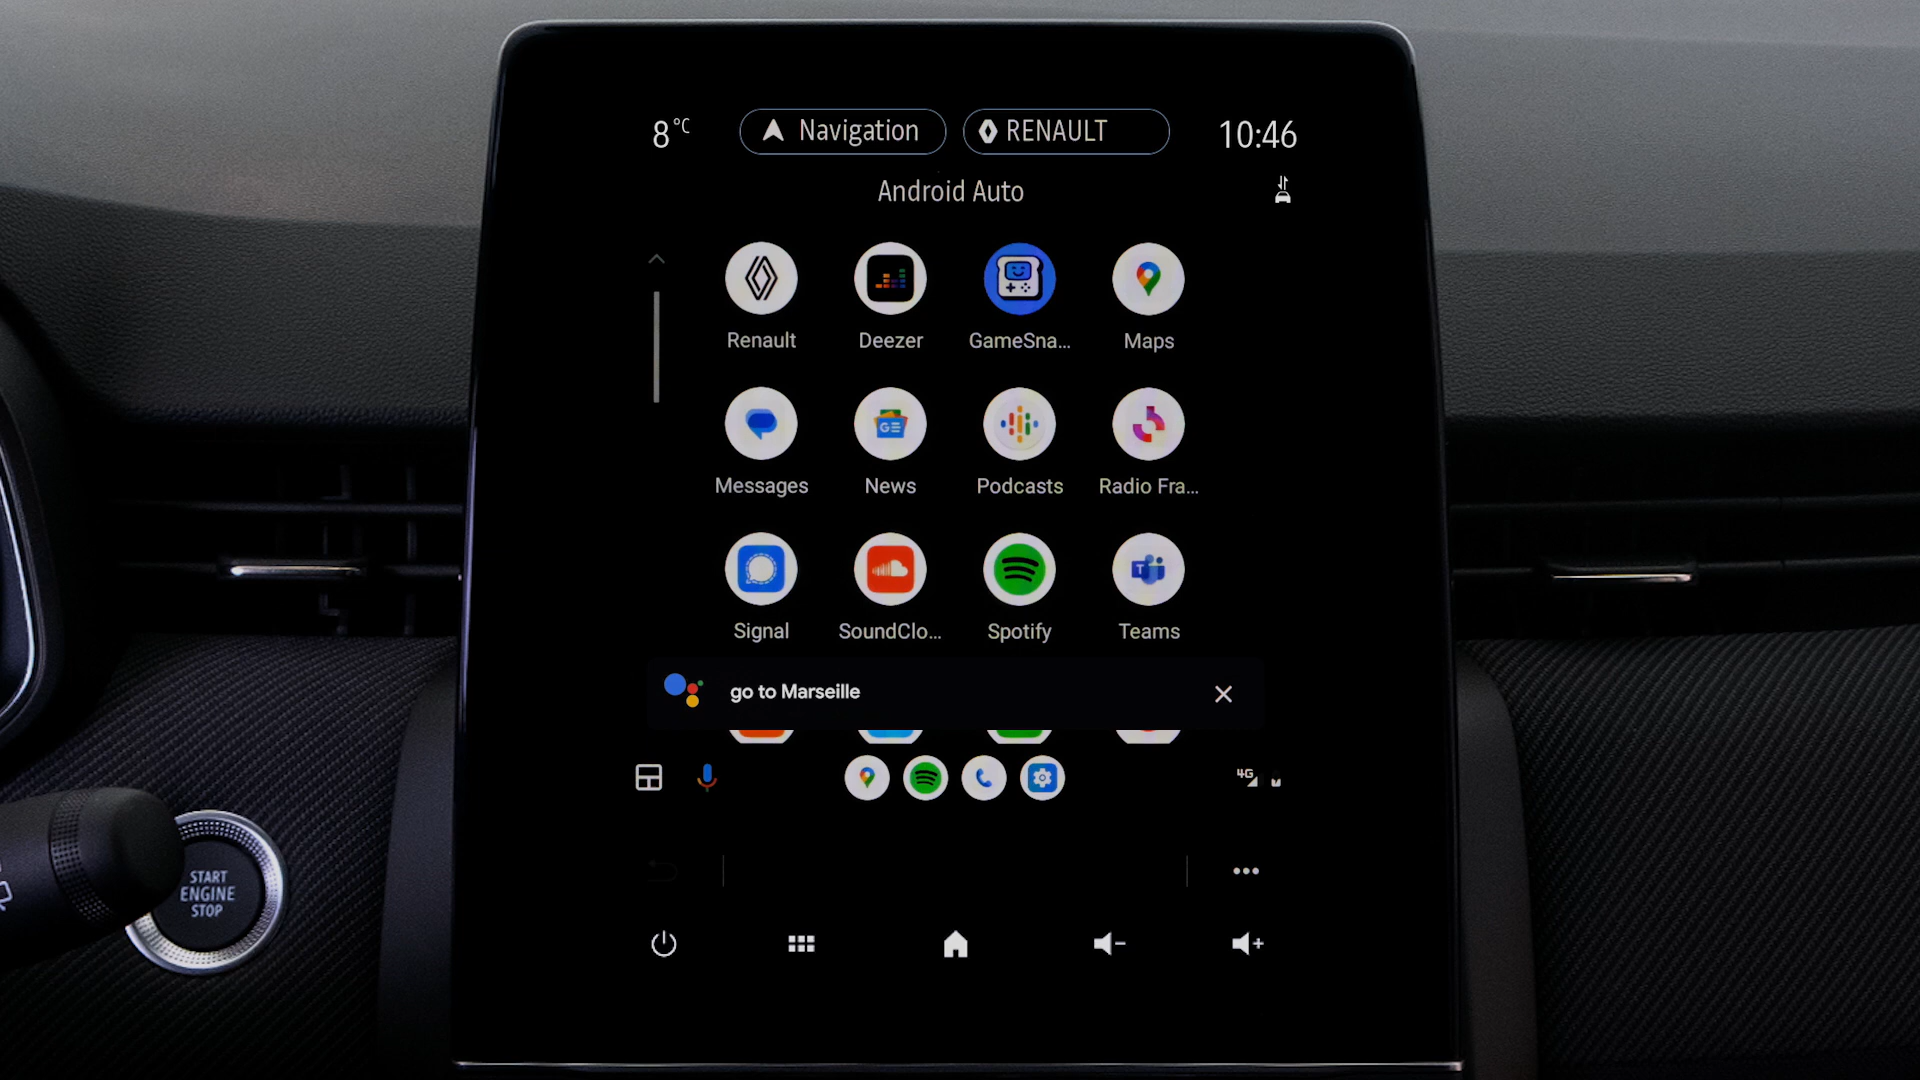 8°C
Navigation
RENAULT
10:46
Android Auto
Renault
Deezer
GameSna...
Maps
GE
Messages
News
Podcasts
Radio Fra...
T
Signal
SoundClo...
Spotify
Teams
go to Marseille
4G
START
ENGINE
STOP